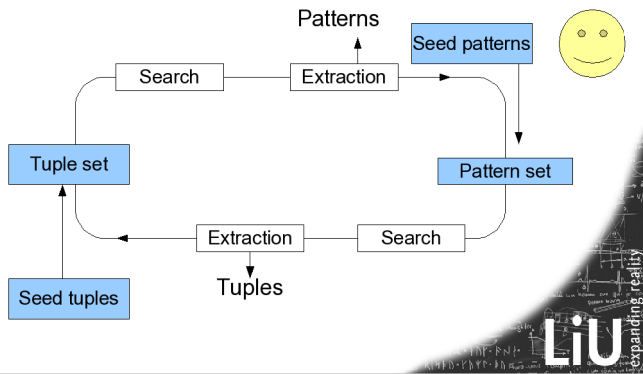 Patterns
Seed patterns
Search
Extraction
Tuple set
Pattern set
Extraction
Search
Seed tuples
Tuples
LiU
expanding reality